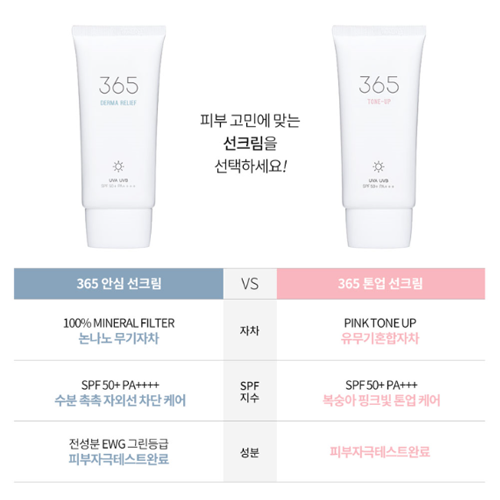 365
DERMA RELIEF
UVA UVB
SPF 50+ PA++++
피부 고민에 맞는
선크림을
선택하세요!
365
TONE-UP
UVA UVB
SPF 50+ PA+++
365 안심 선크림
VS
365 톤업 선크림
100% MINERAL FILTER
논나노 무기자차
자차
PINK TONE UP
유무기혼합자차
SPF 50+ PA++++
수분 촉촉 자외선 차단 케어
SPF
지수
SPF 50+ PA+++
복숭아 핑크빛 톤업 케어
전성분 EWG 그린등급
피부자극테스트완료
성분
피부자극테스트완료